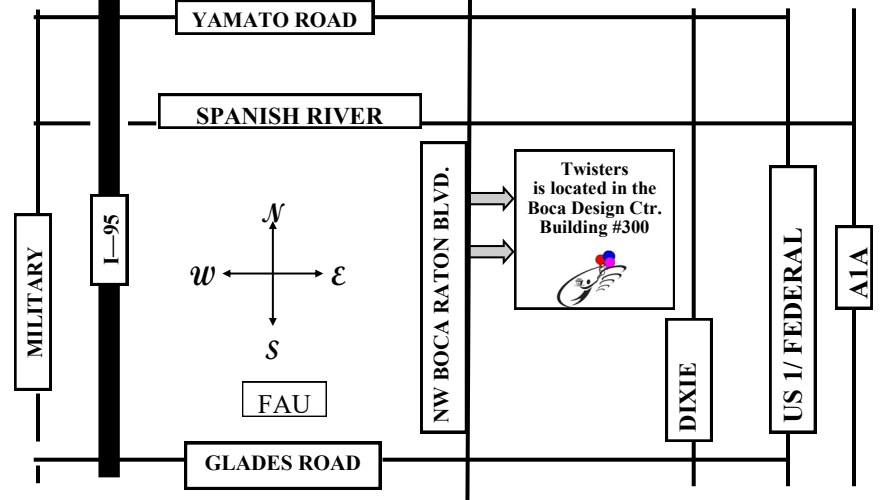 YAMATO ROAD
SPANISH RIVER
MILITARY
I—95
N
W
E
S
FAU
NW BOCA RATON BLVD.
Twisters
is located in the
Boca Design Ctr.
Building #300
DIXIE
US 1/ FEDERAL
A1A
GLADES ROAD